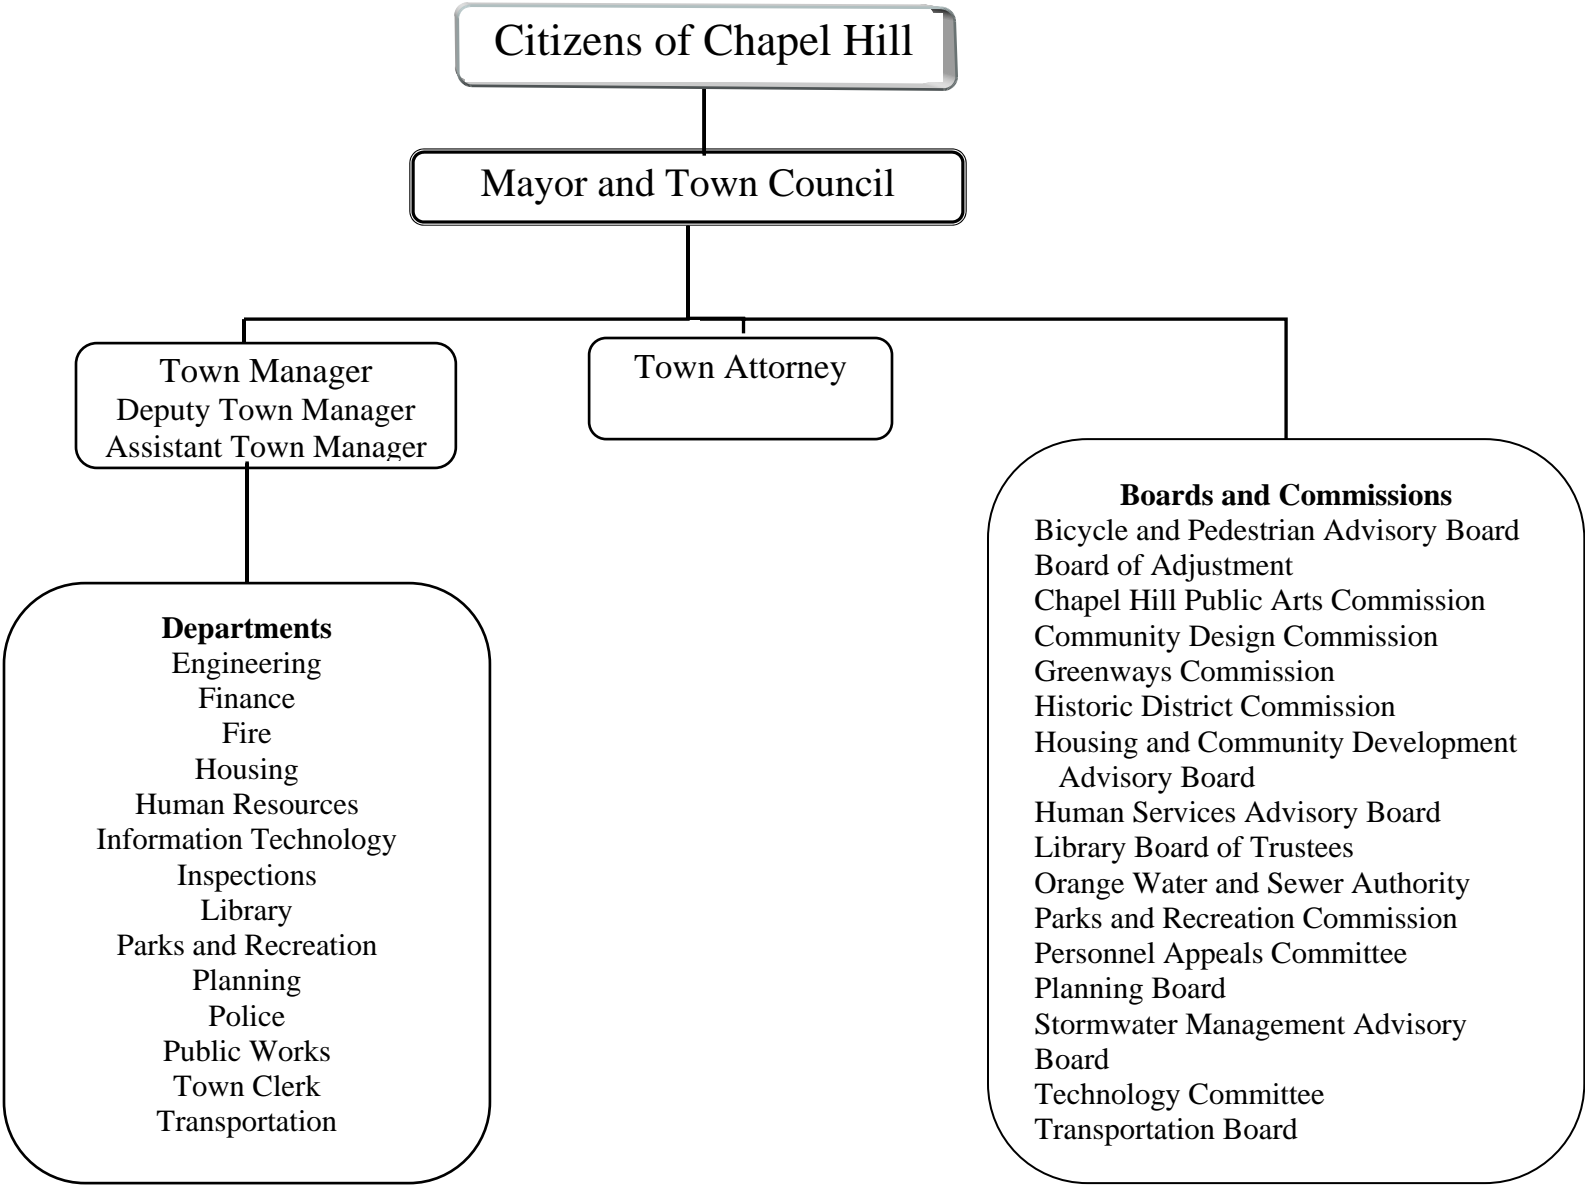 Citizens of Chapel Hill
Mayor and Town Council
Town Manager
Deputy Town Manager
Assistant Town Manager
Town Attorney
Departments
Engineering
Finance
Fire
Housing
Human Resources
Information Technology
Inspections
Library
Parks and Recreation
Planning
Police
Public Works
Town Clerk
Transportation
Boards and Commissions
Bicycle and Pedestrian Advisory Board
Board of Adjustment
Chapel Hill Public Arts Commission
Community Design Commission
Greenways Commission
Historic District Commission
Housing and Community Development
Advisory Board
Human Services Advisory Board
Library Board of Trustees
Orange Water and Sewer Authority
Parks and Recreation Commission
Personnel Appeals Committee
Planning Board
Stormwater Management Advisory
Board
Technology Committee
Transportation Board